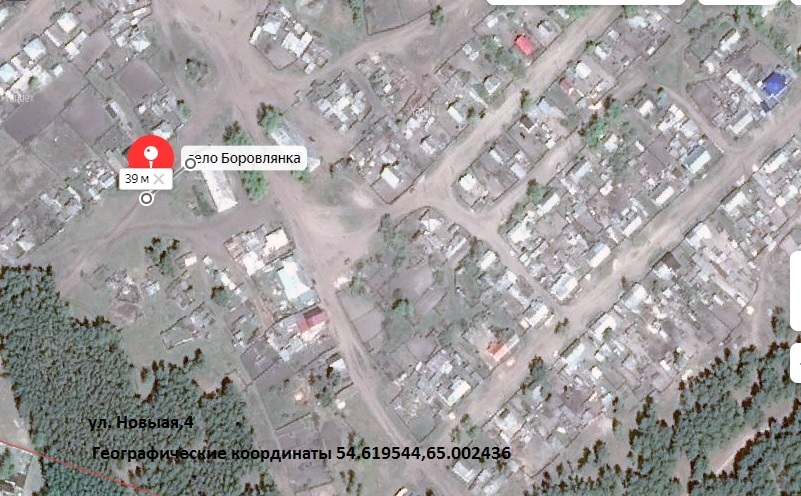 село Боровлянка
39 м
ул. Новыая,4
Географические координаты 54.619544,65.002436